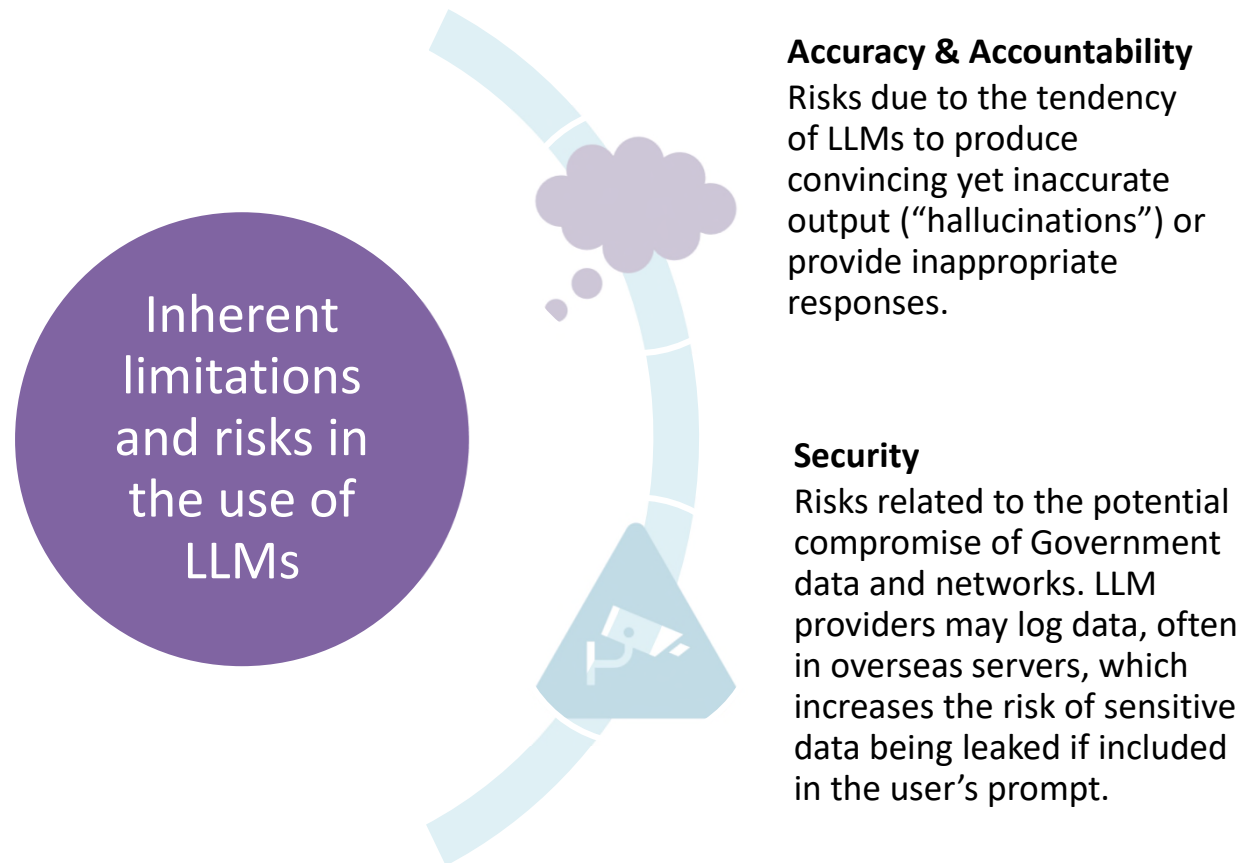 Inherent
limitations
and risks in
the use of
LLMs
Accuracy & Accountability
Risks due to the tendency
of LLMs to produce
convincing yet inaccurate
output (“hallucinations”) or
provide inappropriate
responses.
Security
Risks related to the potential
compromise of Government
data and networks. LLM
providers may log data, often
in overseas servers, which
increases the risk of sensitive
data being leaked if included
in the user’s prompt.